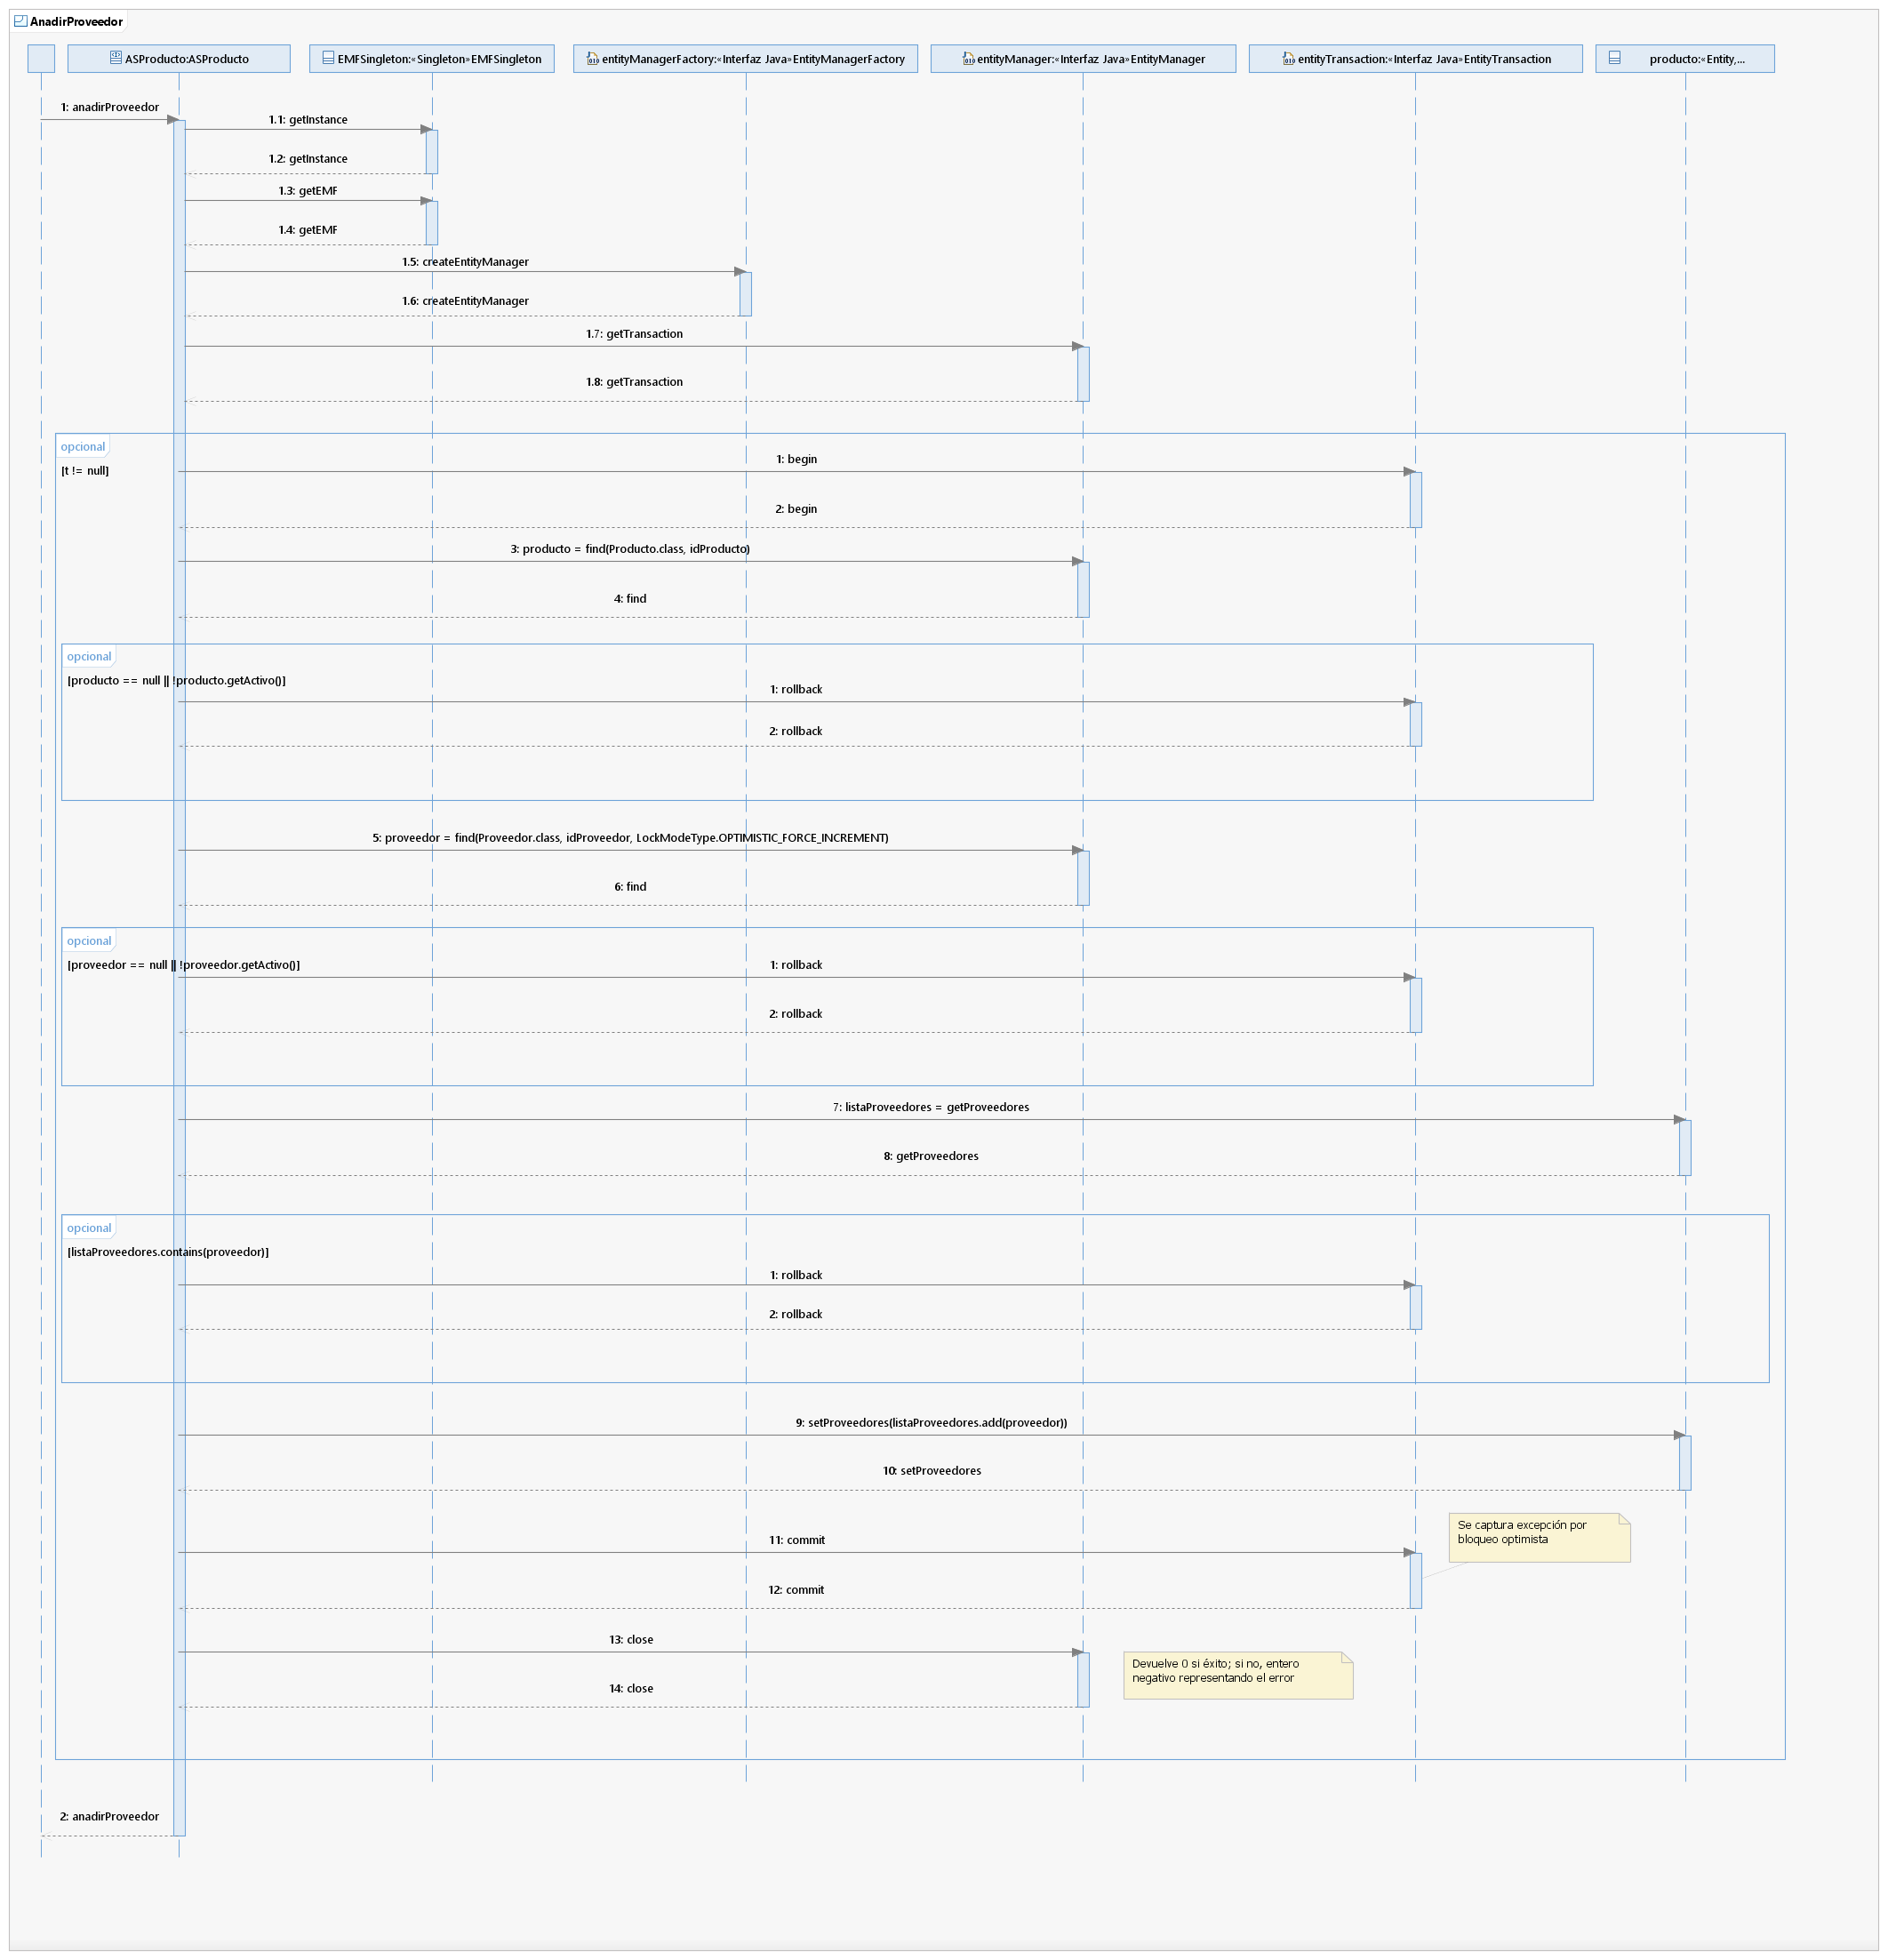 AnadirProveedor
ASProducto:ASProducto
EMFSingleton:«Singleton»EMFSingleton
entityManagerFactory:«Interfaz Java»EntityManagerFactory
entityManager:«Interfaz Java»EntityManager
entityTransaction:«Interfaz Java»EntityTransaction
producto:«Entity,...
1: anadirProveedor
1.1: getInstance
1.2: getInstance
1.3: getEMF
1.4: getEMF
1.5: createEntityManager
1.6: createEntityManager
1.7: getTransaction
1.8: getTransaction
opcional
[t != null]
1: begin
2: begin
3: producto = find(Producto.class, idProducto)
4: find
opcional
[producto == null || !producto.getActivo()]
1: rollback
2: rollback
5: proveedor = find(Proveedor.class, idProveedor, LockModeType.OPTIMISTIC_FORCE_INCREMENT)
6: find
opcional
[proveedor == null || !proveedor.getActivo()]
1: rollback
2: rollback
7: listaProveedores = getProveedores
8: getProveedores
opcional
[listaProveedores.contains(proveedor)]
1: rollback
2: rollback
9: setProveedores(listaProveedores.add(proveedor))
10: setProveedores
Se captura excepción por
bloqueo optimista
11: commit
12: commit
13: close
Devuelve 0 si éxito; si no, entero
negativo representando el error
14: close
2: anadirProveedor